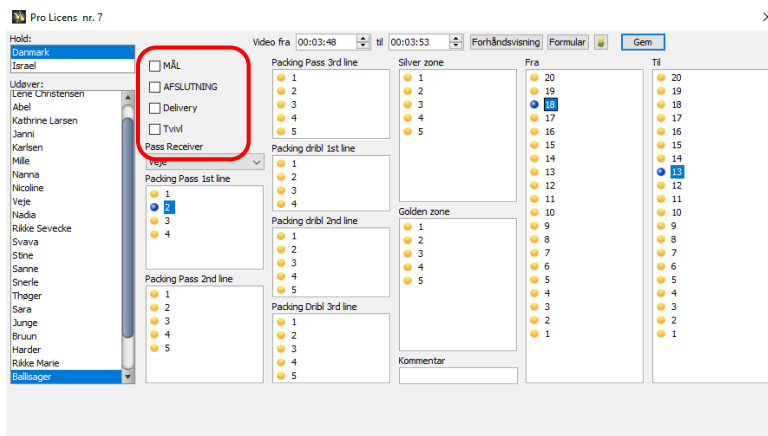 Pro Licens nr. 7
Hold:
Danmark
Israel
Udøver:
Lene Christensen
Abel
Kathrine Larsen
Janni
Karlsen
Mille
Nanna
Nicoline
Veje
Nadia
Rikke Sevecke
Svava
Stine
Sanne
Snerle
Thøger
Sara
Junge
Bruun
Harder
Rikke Marie
Ballisager
MÅL
AFSLUTNING
Delivery
Tvivl
Pass Receiver
Veje
Packing Pass 1st line
1
2
3
4
Packing Pass 2nd line
1
2
3
4
5
Video fra 00:03:48 til 00:03:53 Forhåndsvisning Formular Gem
Packing Pass 3rd line
1
2
3
4
5
Packing dribl 1st line
1
2
3
4
Packing dribl 2nd line
1
2
3
4
5
Packing Dribl 3rd line
1
2
3
4
5
Silver zone
1
2
3
4
5
Golden zone
1
2
3
4
5
Kommentar
Fra
20
19
18
17
16
15
14
13
12
11
10
9
8
7
6
5
4
3
2
1
Til
20
19
18
17
16
15
14
13
12
11
10
9
8
7
6
5
4
3
2
1